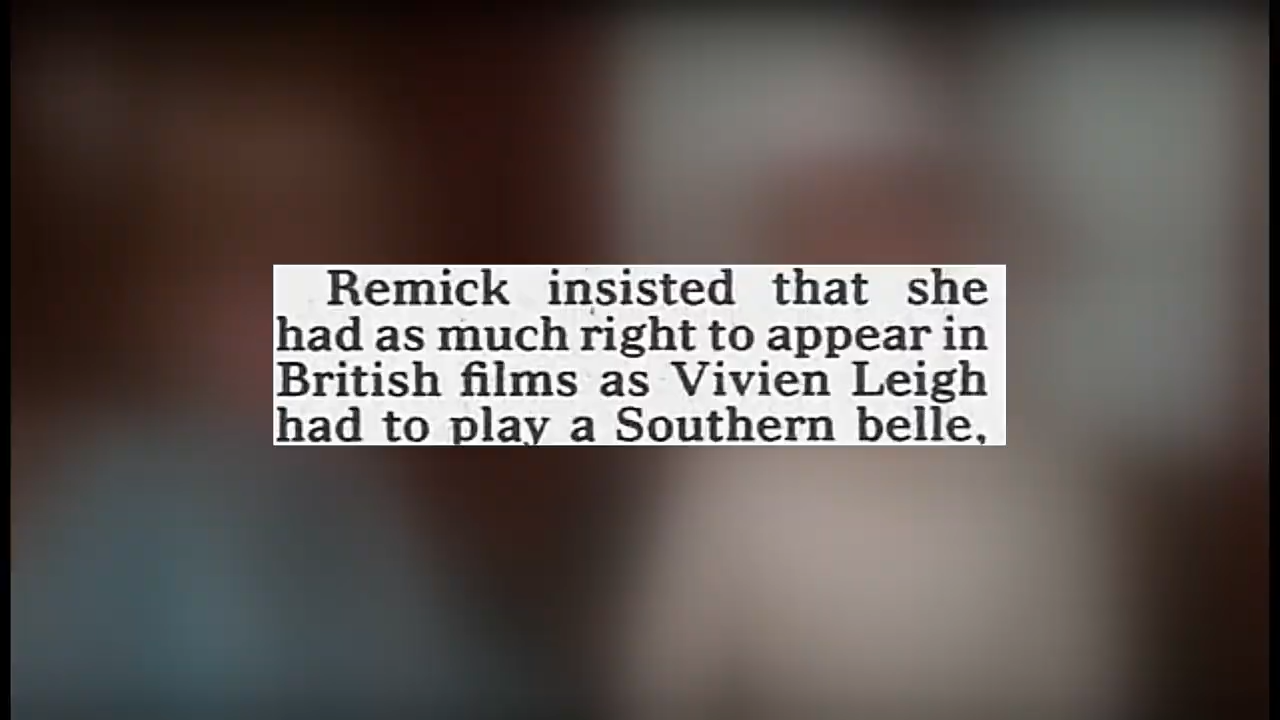 Remick insisted that she
had as much right to appear in
British films as Vivien Leigh
had to play a Southern belle,